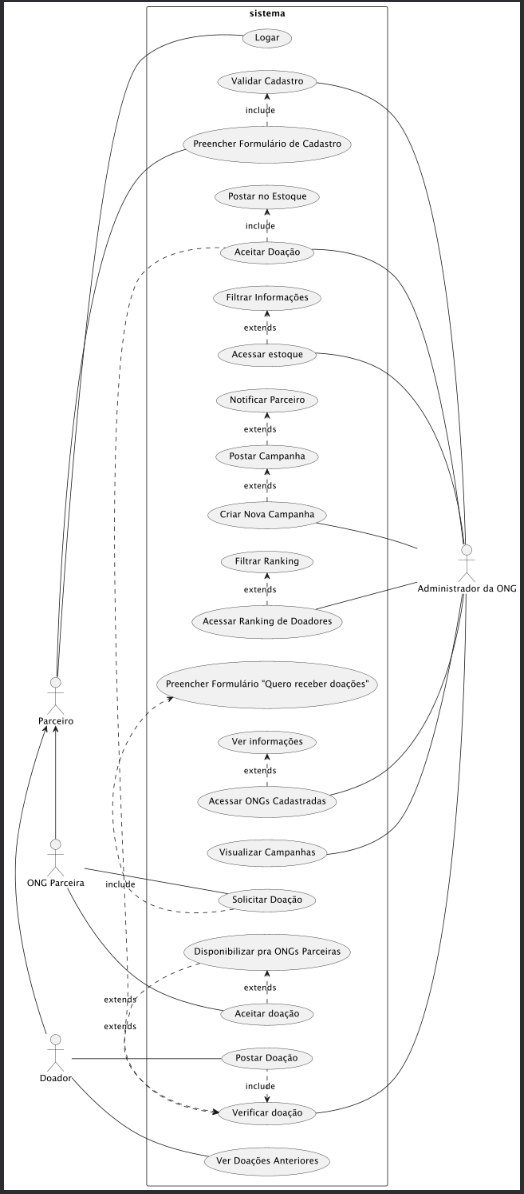 sistema
Logar
Validar Cadastro
include
Preencher Formulário de Cadastro
Postar no Estoque
include
Aceitar Doação
Filtrar Informações
extends
Acessar estoque
Notificar Parceiro
extends
Postar Campanha
extends
Criar Nova Campanha
Filtrar Ranking
extends
Administrador da ONG
Acessar Ranking de Doadores
Preencher Formulário "Quero receber doações"
Parceiro
Ver informações
extends
Acessar ONGs Cadastradas
Visualizar Campanhas
ONG Parceira
include
Solicitar Doação
Disponibilizar pra ONGs Parceiras
extends
extends
Aceitar doação
extends
Postar Doação
Doador
include
Verificar doação
Ver Doações Anteriores